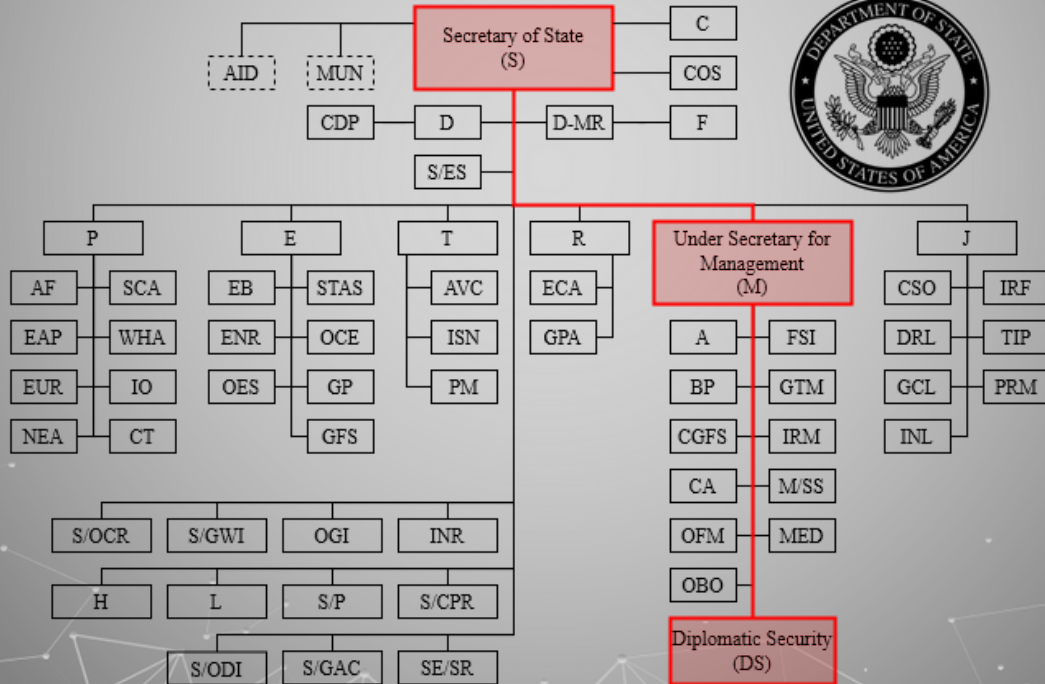 Secretary of State
(S)
C
COS
AID
MUN
CDP
D
D-MR
F
S/ES
DEPARTMENT OF STATE
UNITED STATES OF AMERICA
P
E
T
R
Under Secretary for
Management
(M)
J
AF
SCA
EB
STAS
AVC
ECA
CSO
IRF
EAP
WHA
ENR
OCE
ISN
GPA
A
FSI
DRL
TIP
EUR
IO
OES
GP
PM
BP
GTM
GCL
PRM
NEA
CT
GFS
CGFS
IRM
INL
CA
M/SS
S/OCR
S/GWI
OGI
INR
OFM
MED
OBO
H
L
S/P
S/CPR
Diplomatic Security
(DS)
S/ODI
S/GAC
SE/SR